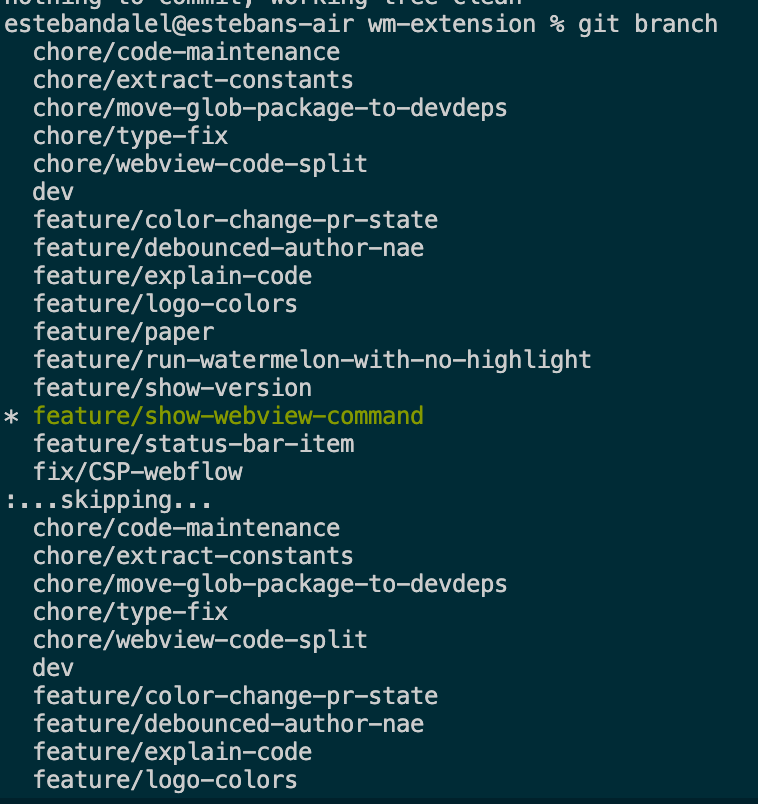 nothing to commit, working tree clean
estebandalel@estebans-air wm-extension % git branch
  chore/code-maintenance
  chore/extract-constants
  chore/move-glob-package-to-devdeps
  chore/type-fix
  chore/webview-code-split
  dev
  feature/color-change-pr-state
  feature/debounced-author-nae
  feature/explain-code
  feature/logo-colors
  feature/paper
  feature/run-watermelon-with-no-highlight
  feature/show-version
* feature/show-webview-command
  feature/status-bar-item
  fix/CSP-webflow
:...skipping...
  chore/code-maintenance
  chore/extract-constants
  chore/move-glob-package-to-devdeps
  chore/type-fix
  chore/webview-code-split
  dev
  feature/color-change-pr-state
  feature/debounced-author-nae
  feature/explain-code
  feature/logo-colors